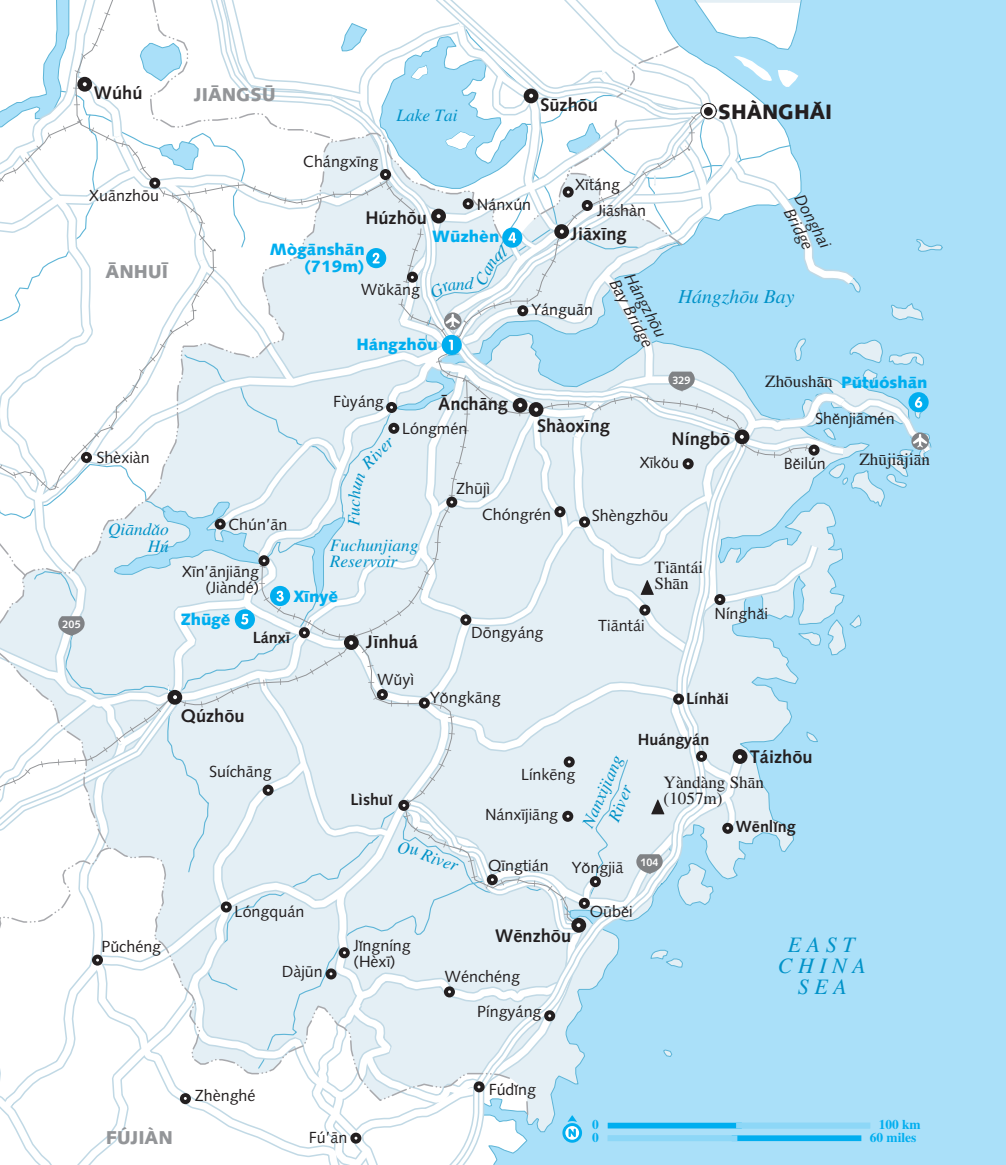 Wúhú
JIĀNGSŪ
Lake Tai
Sūzhōu
SHÀNGHǍI
Chángxīng
Xuānzhōu
Húzhōu
Nánxún
Xītáng
Jiāshàn
Wūzhèn
4
Jiāxīng
Donghai
Bridge
Mògānshān
(719m)
2
ĀNHUĪ
Wǔkāng
Grand Canal
Yánguān
Hángzhōu
Bay Bridge
Hángzhōu Bay
Hángzhōu
1
329
Zhōushān
Pǔtuóshān
6
Fùyáng
Lóngmén
Ānchāng
Shàoxīng
Shěnjiāmén
Níngbō
Xīkǒu
Běilún
Zhūjiājiān
Shèxiàn
Fuchun River
Zhūjì
Chóngrén
Shèngzhōu
Qiāndǎo
Hú
Chún'ān
Fuchunjiang
Reservoir
Xīn'ānjiāng
(Jiàndé)
Tiāntái
Shān
3
Xīnyě
Zhūgě
5
205
Lánxī
Jīnhuá
Dōngyáng
Tiāntái
Nínghǎi
Wǔyì
Yǒngkāng
Línhǎi
Qúzhōu
Huángyán
Táizhōu
Suíchāng
Línkēng
Nanxijiang
River
Yàndàng Shān
(1057m)
Lìshuǐ
Nánxījiāng
Wēnlǐng
Ou River
Qīngtián
Yǒngjiā
104
Lóngquán
Oūběi
Wēnzhōu
Pǔchéng
Jǐngníng
(Hèxī)
Dàjūn
Wénchéng
Píngyáng
EAST
CHINA
SEA
Zhènghé
Fúdǐng
FÚJIÀN
Fú'ān
N
0
100 km
0
60 miles